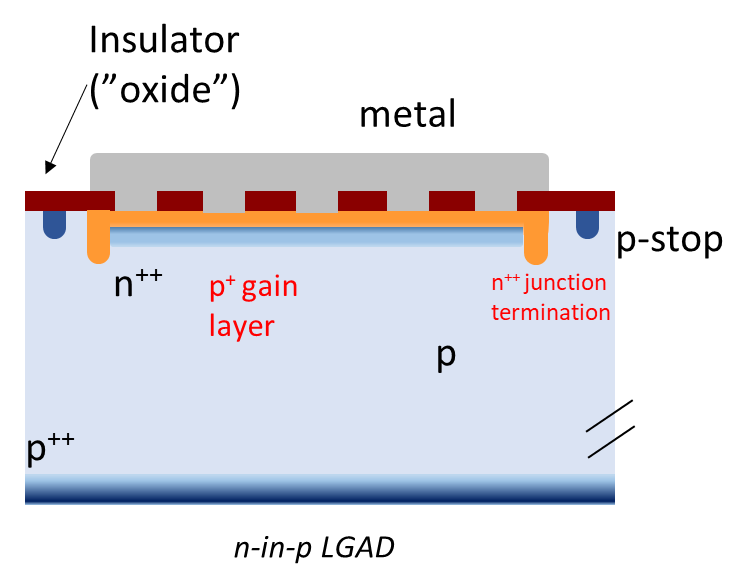 Insulator
(”oxide”)
metal
p-stop
n⁺⁺
p⁺ gain
layer
n⁺⁺ junction
termination
p
p⁺⁺
n-in-p LGAD